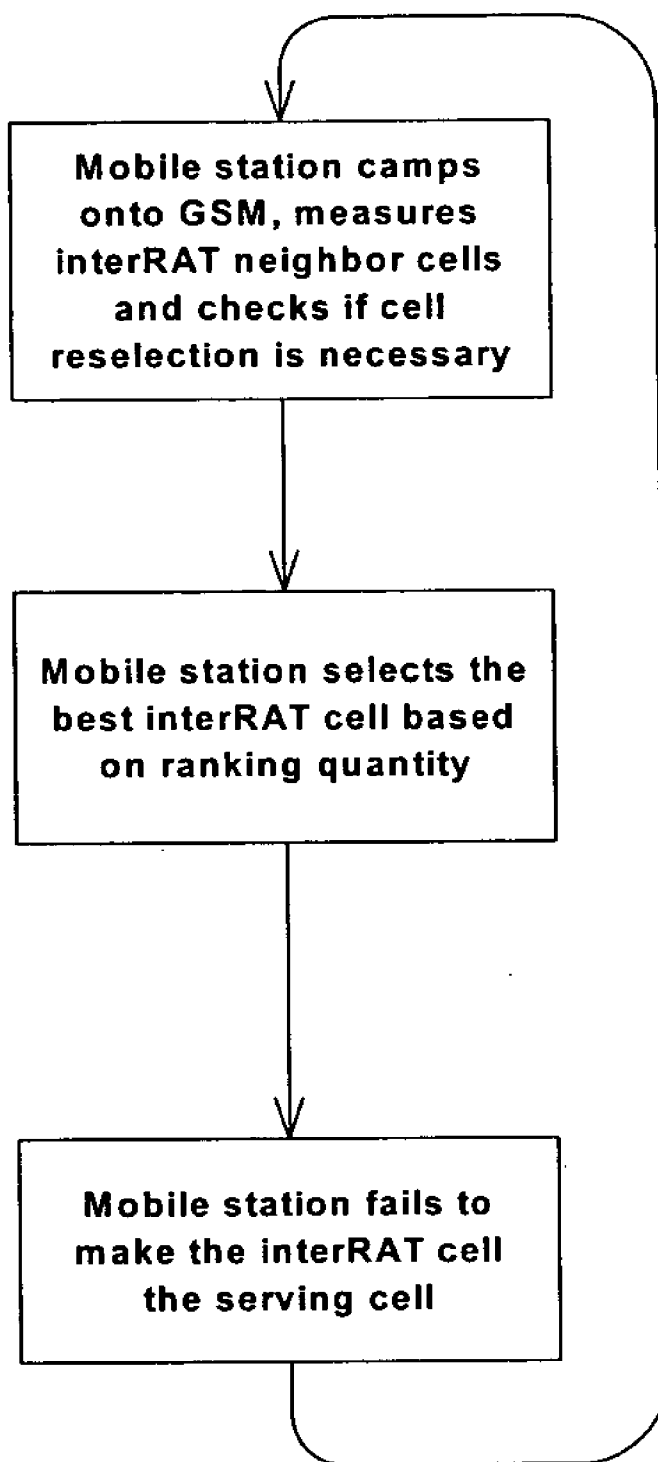 Mobile station camps
onto GSM, measures
interRAT neighbor cells
and checks if cell
reselection is necessary
Mobile station selects the
best interRAT cell based
on ranking quantity
Mobile station fails to
make the interRAT cell
the serving cell